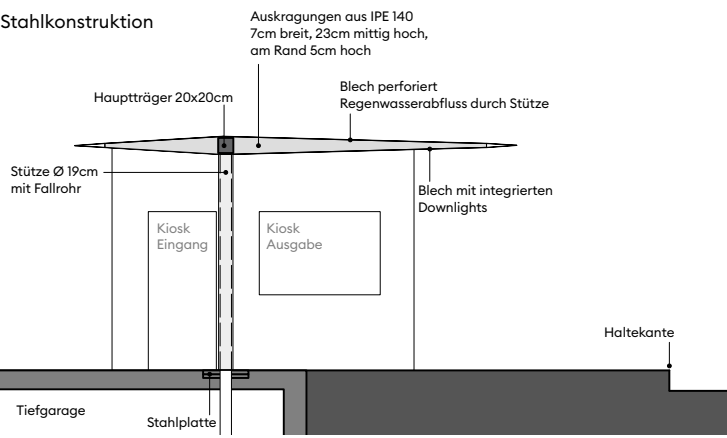 Stahlkonstruktion
Auskragungen aus IPE 140
7cm breit, 23cm mittig hoch,
am Rand 5cm hoch
Hauptträger 20x20cm
Blech perforiert
Regenwasserabfluss durch Stütze
Stütze Ø 19cm
mit Fallrohr
Blech mit integrierten
Downlights
Kiosk
Eingang
Kiosk
Ausgabe
Haltekante
Tiefgarage
Stahlplatte